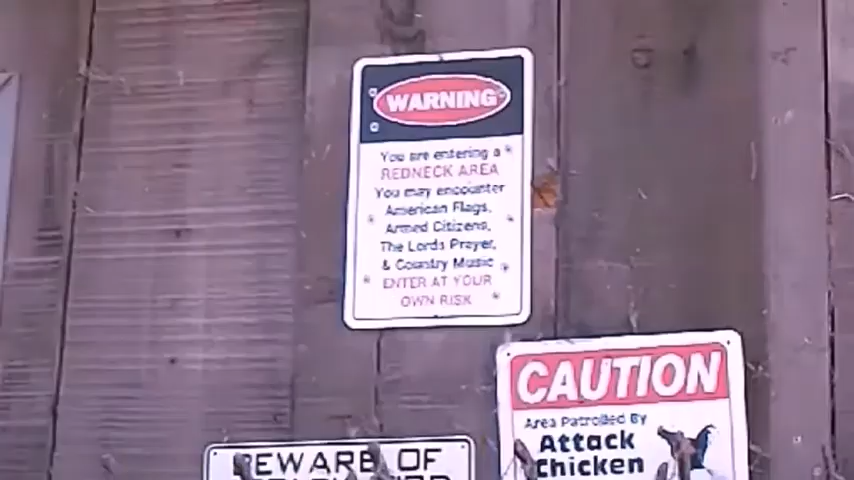 WARNING
You are entering a
REDNECK AREA
You may encounter
American Flags,
Armed Citizens,
The Lords Prayer,
& Country Music
ENTER AT YOUR
OWN RISK
CAUTION
Area Patrolled By
Attack
Chicken
BEWARE OF